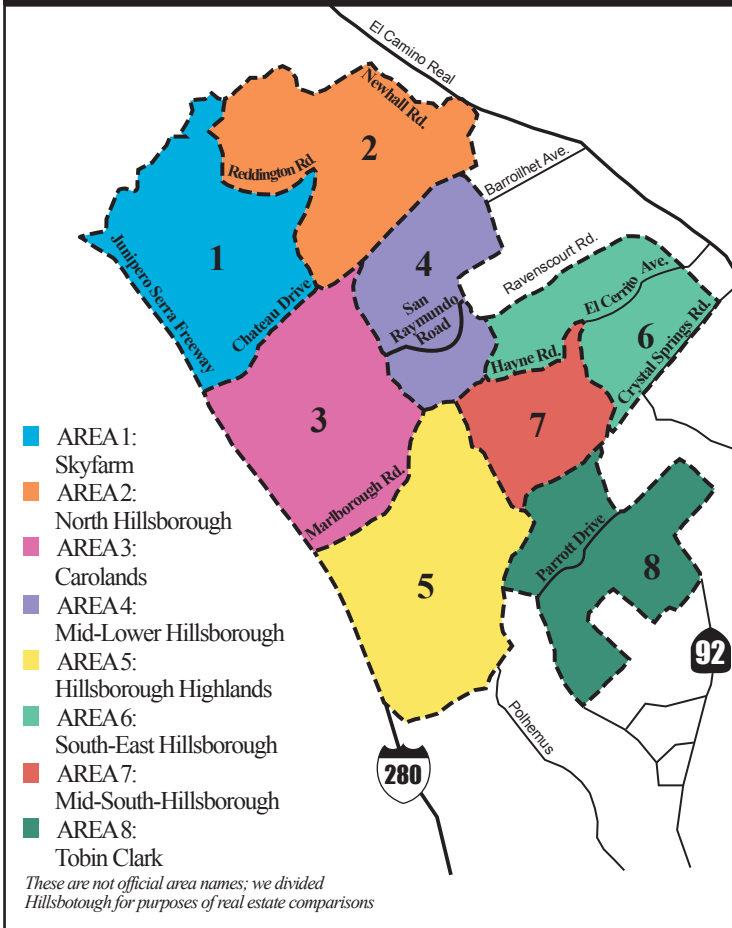 El Camino Real
Newhall Rd.
2
Reddington Rd.
Barroilhet Ave.
1
4
Ravenscourt Rd.
Junipero Serra Freeway
Chateau Drive
San
Raymundo
Road
El Cerrito Ave.
6
Hayne Rd.
Crystal Springs Rd.
3
7
Marlborough Rd.
Parrott Drive
5
8
92
Polhemus
280
AREA 1:
Skyfarm
AREA 2:
North Hillsborough
AREA 3:
Carolands
AREA 4:
Mid-Lower Hillsborough
AREA 5:
Hillsborough Highlands
AREA 6:
South-East Hillsborough
AREA 7:
Mid-South-Hillsborough
AREA 8:
Tobin Clark
These are not official area names; we divided
Hillsbotough for purposes of real estate comparisons